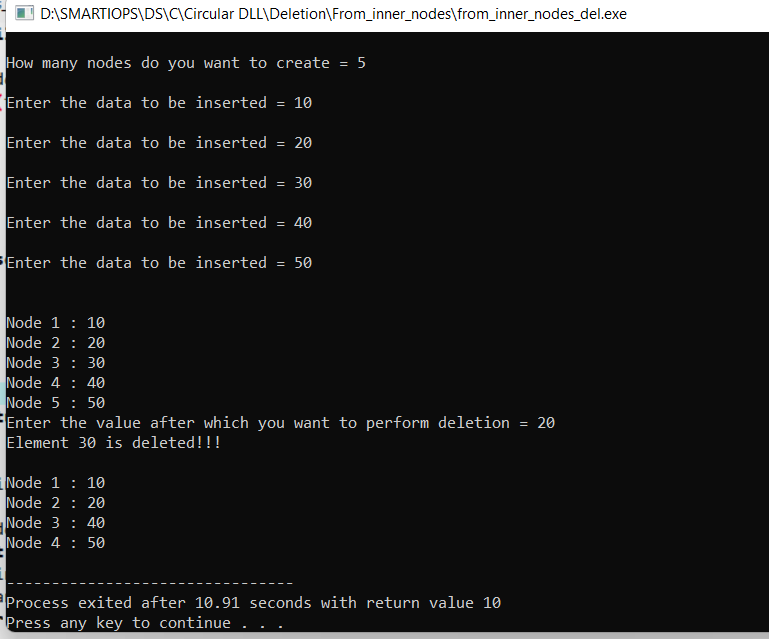 D:\SMARTIOPS\DS\C\Circular DLL\Deletion\From_inner_nodes\from_inner_nodes_del.exe
How many nodes do you want to create = 5
Enter the data to be inserted = 10
Enter the data to be inserted = 20
Enter the data to be inserted = 30
Enter the data to be inserted = 40
Enter the data to be inserted = 50
Node 1 : 10
Node 2 : 20
Node 3 : 30
Node 4 : 40
Node 5 : 50
Enter the value after which you want to perform deletion = 20
Element 30 is deleted!!!
Node 1 : 10
Node 2 : 20
Node 3 : 40
Node 4 : 50
--------------------------------
Process exited after 10.91 seconds with return value 10
Press any key to continue . . .